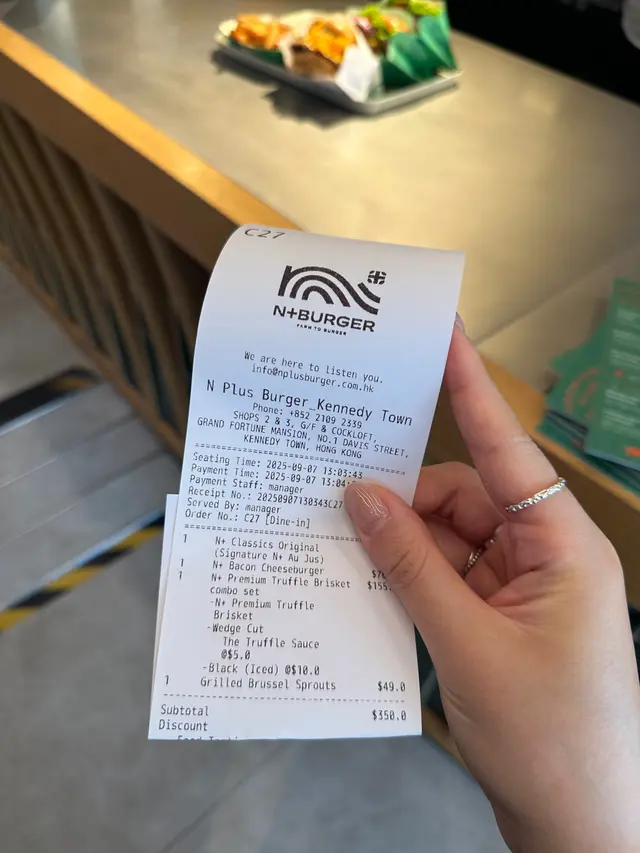 C27
N+BURGER
FARM TO BURGER
We are here to listen you.
info@nplusburger.com.hk
N Plus Burger_Kennedy Town
Phone: +852 2109 2339
SHOPS 2 & 3, G/F & COCKLOFT,
GRAND FORTUNE MANSION, NO.1 DAVIS STREET,
KENNEDY TOWN, HONG KONG
Seating Time: 2025-09-07 13:03:43
Payment Time: 2025-09-07 13:04:
Payment Staff: manager
Receipt No.: 20250907130343C27
Served By: manager
Order No.: C27 [Dine-in]
1 N+ Classics Original
(Signature N+ Au Jus)
1 N+ Bacon Cheeseburger
1 N+ Premium Truffle Brisket $155.
combo set
-N+ Premium Truffle
Brisket
-Wedge Cut
The Truffle Sauce
@$5.0
-Black (Iced) @$10.0
1 Grilled Brussel Sprouts $49.0
Subtotal $350.0
Discount